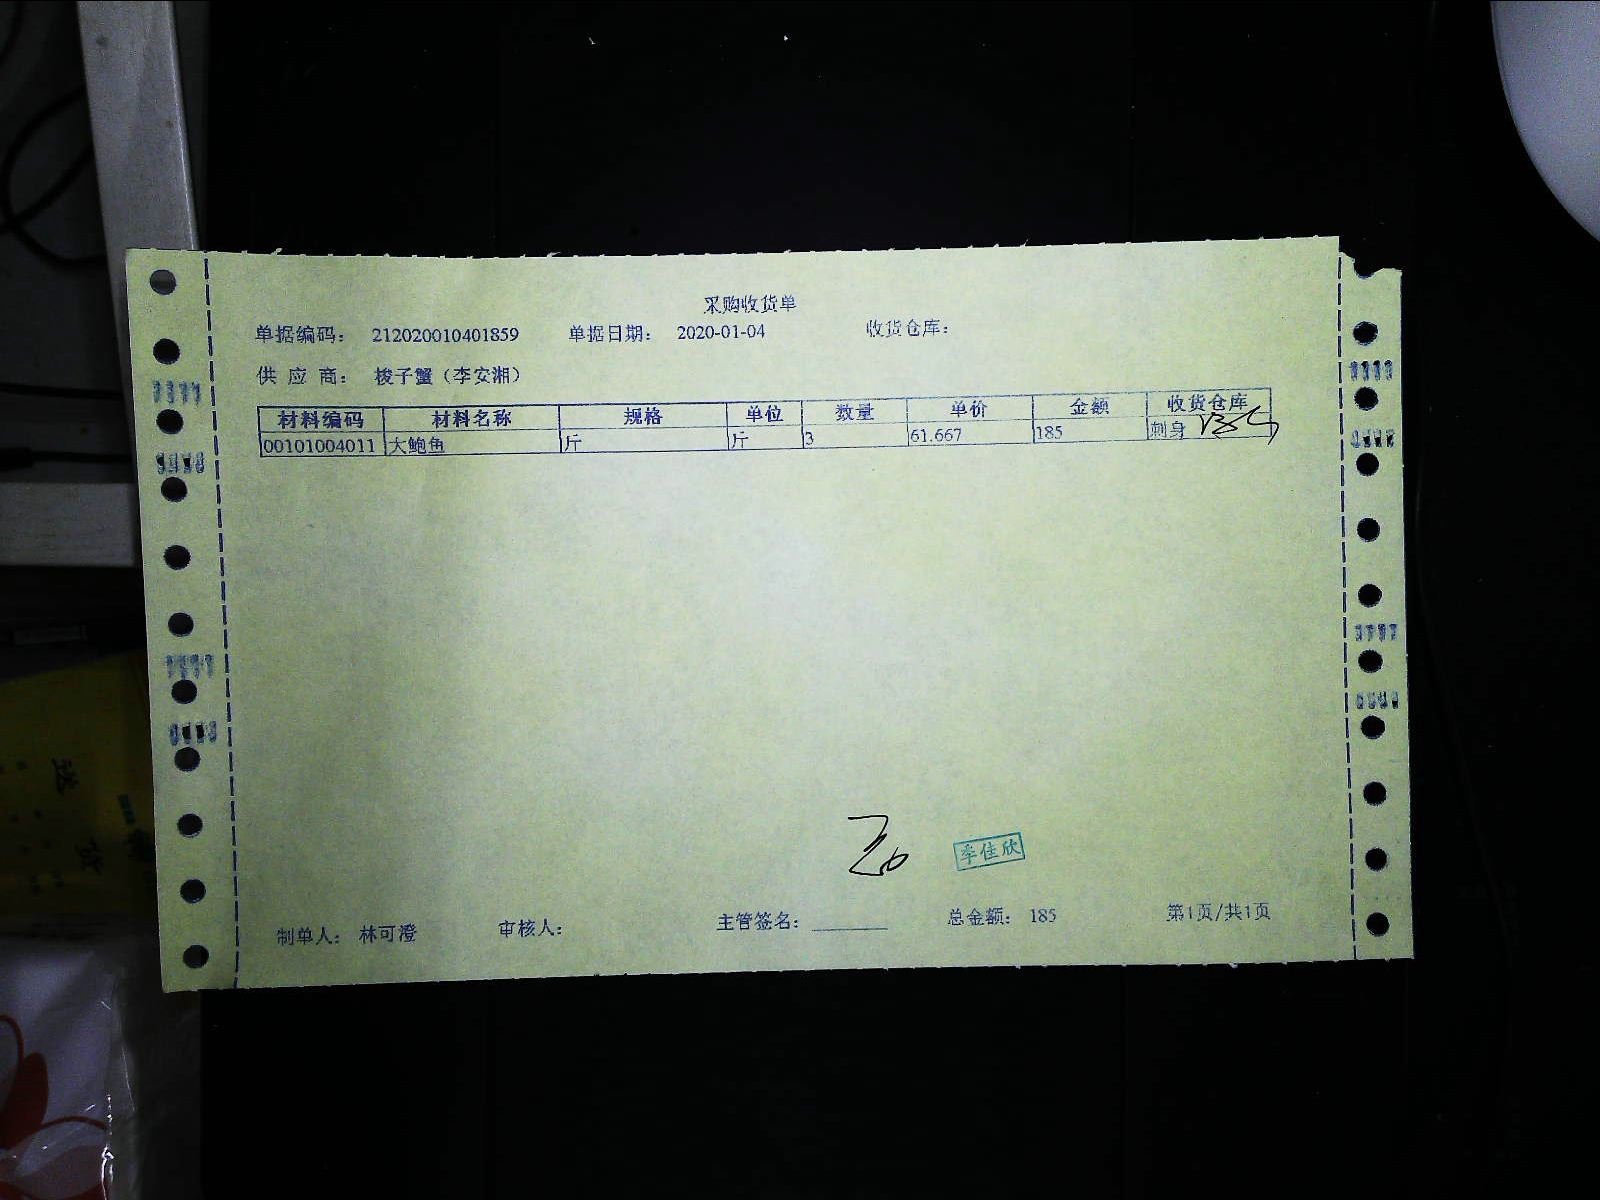 采购收货单
单据编码： 212020010401859 单据日期： 2020-01-04 收货仓库：
供 应 商： 梭子蟹（李安湘）
材料编码 材料名称 规格 单位 数量 单价 金额 收货仓库
00101004011 大鲍鱼 斤 斤 3 61.667 185 刺身
李佳欣
制单人： 林可澄 审核人： 主管签名： 总金额： 185 第1页/共1页
送
货